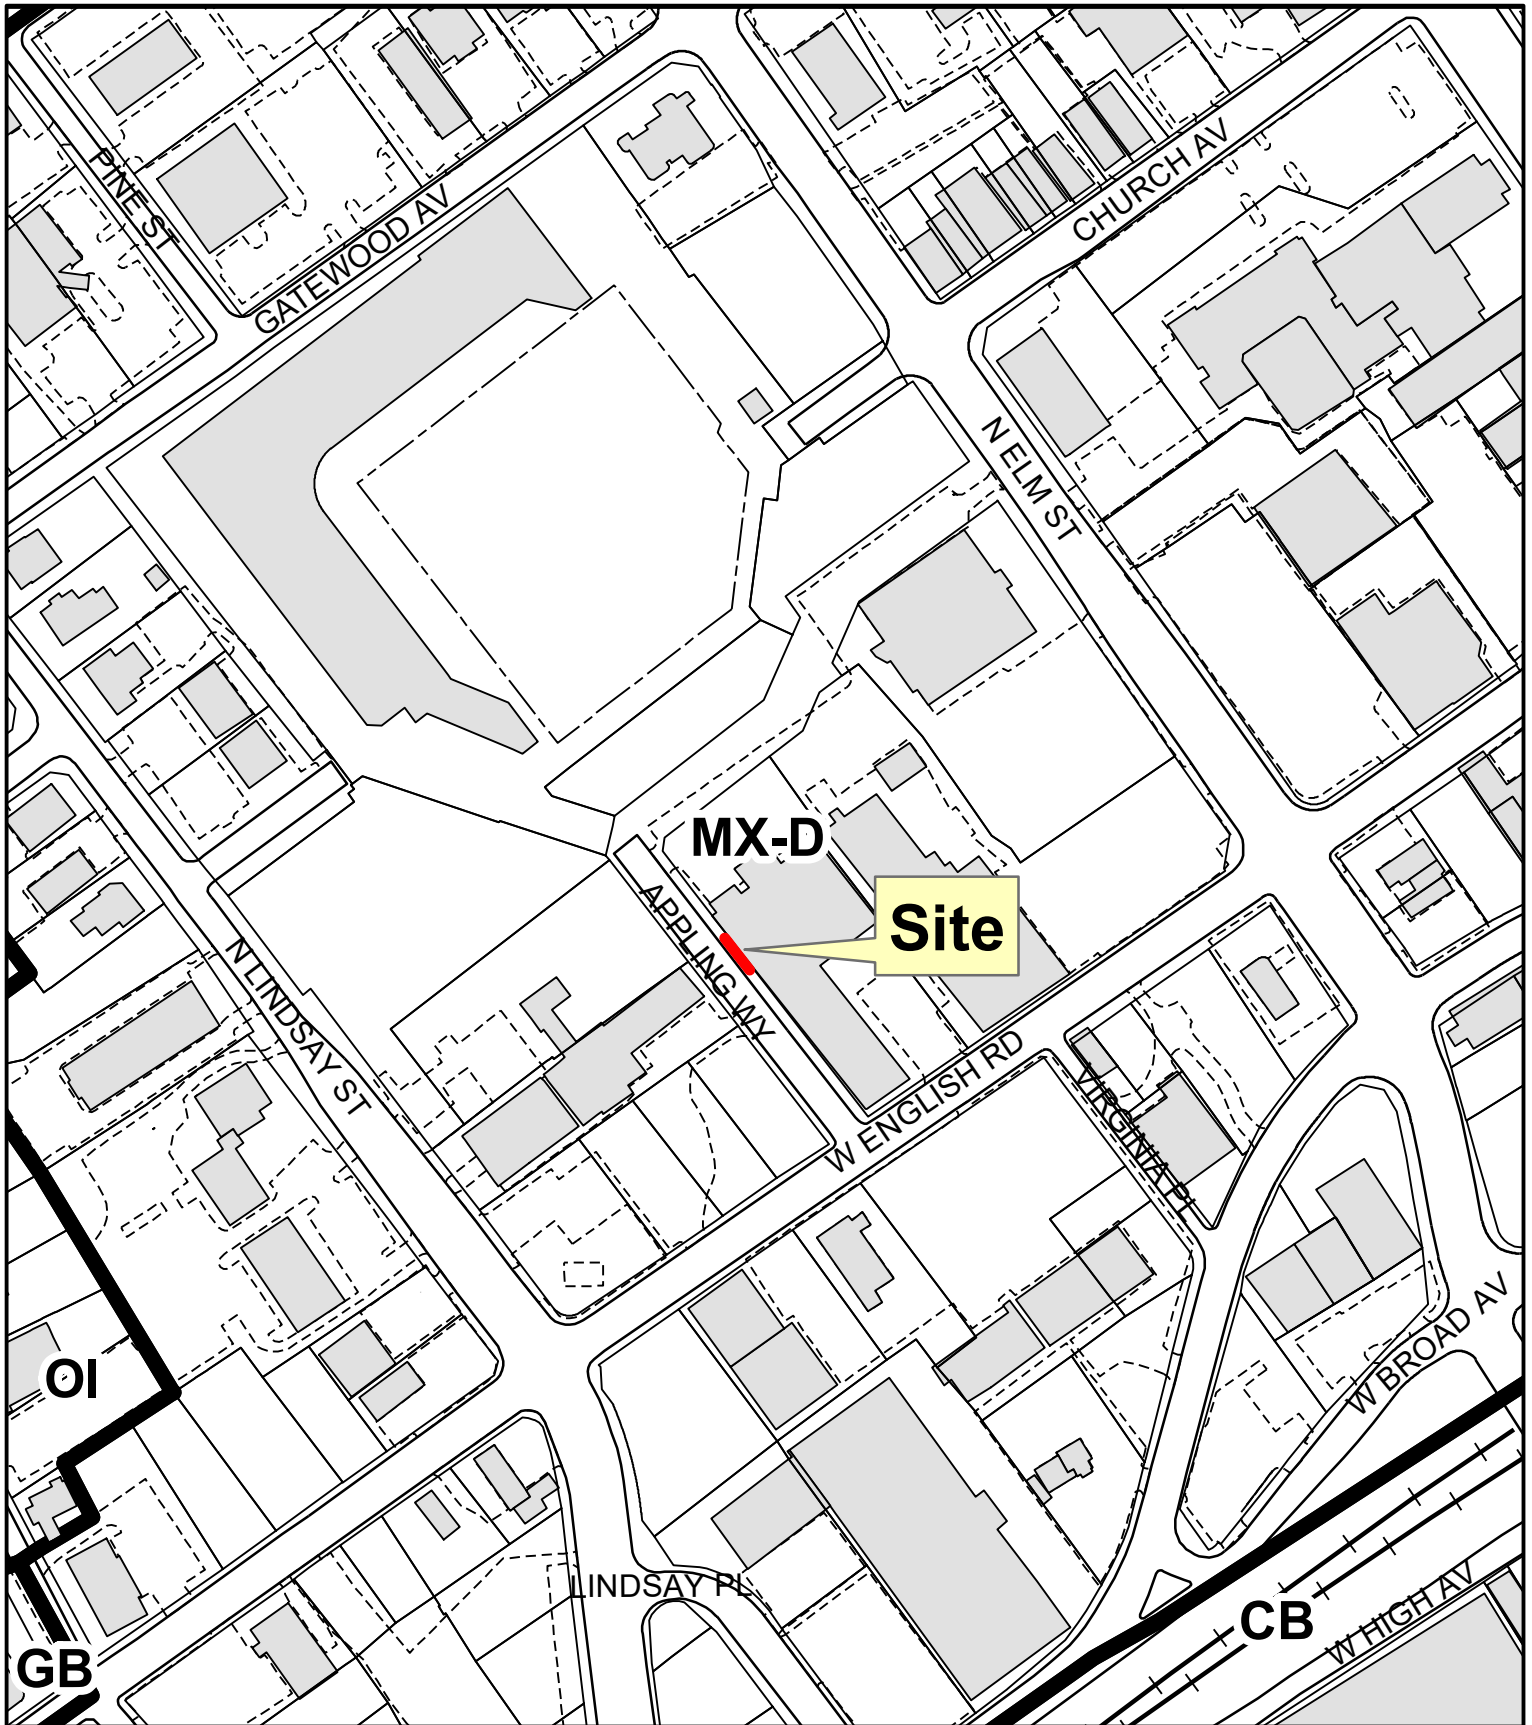 PINE ST
GATEWOOD AV
CHURCH AV
N ELM ST
MX-D
APPLING WY
Site
N LINDSAY ST
W ENGLISH RD
VIRGINIA PL
W BROAD AV
OI
LINDSAY PL
CB
W HIGH AV
GB